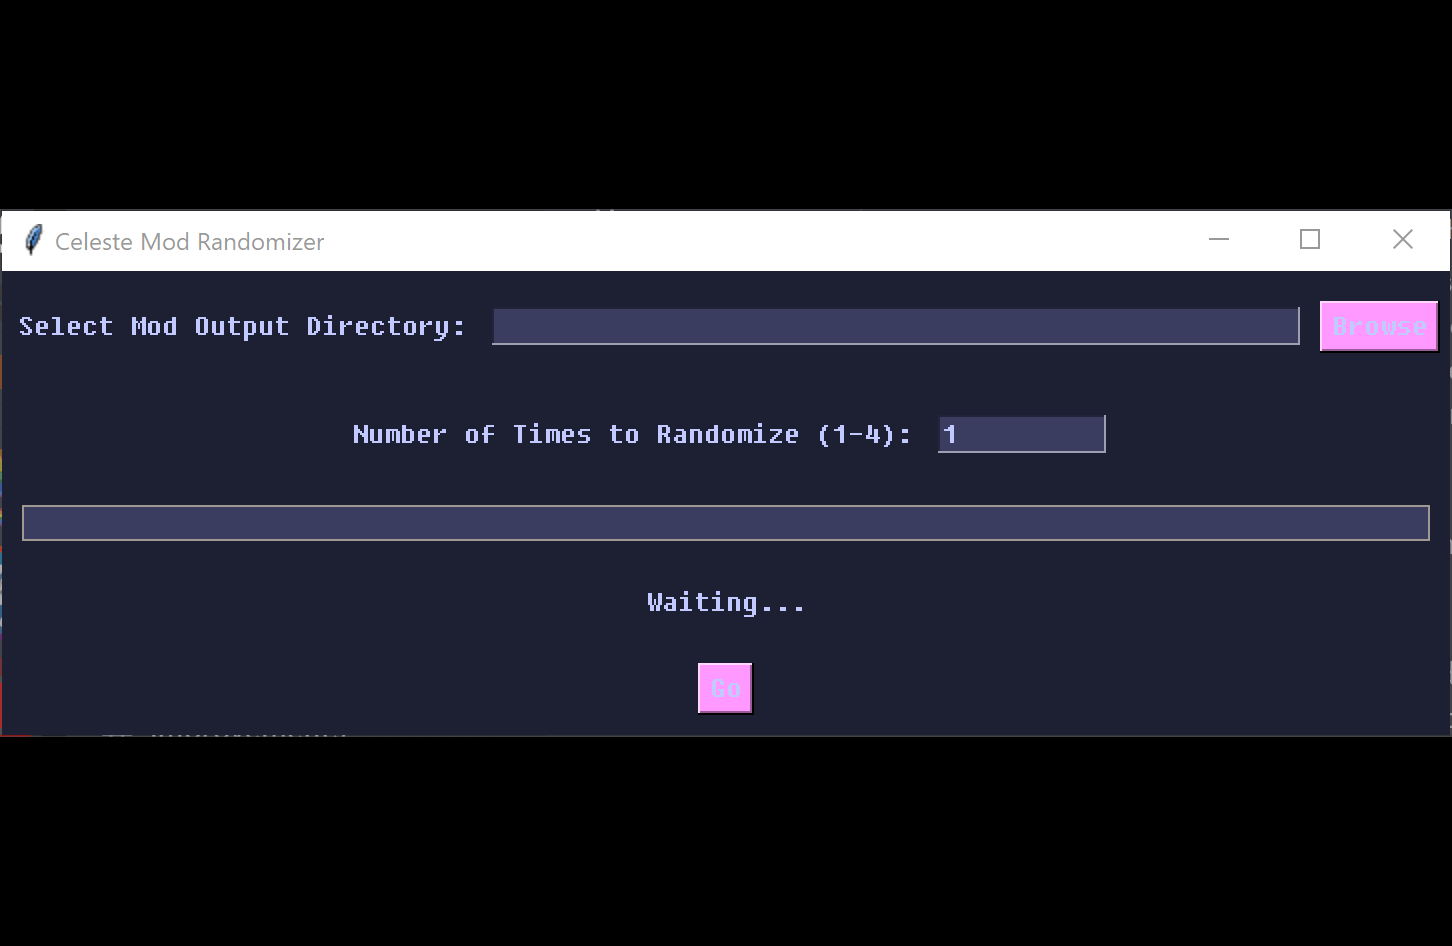 Celeste Mod Randomizer
Select Mod Output Directory: Browse
Number of Times to Randomize (1-4): 1
Waiting...
Go